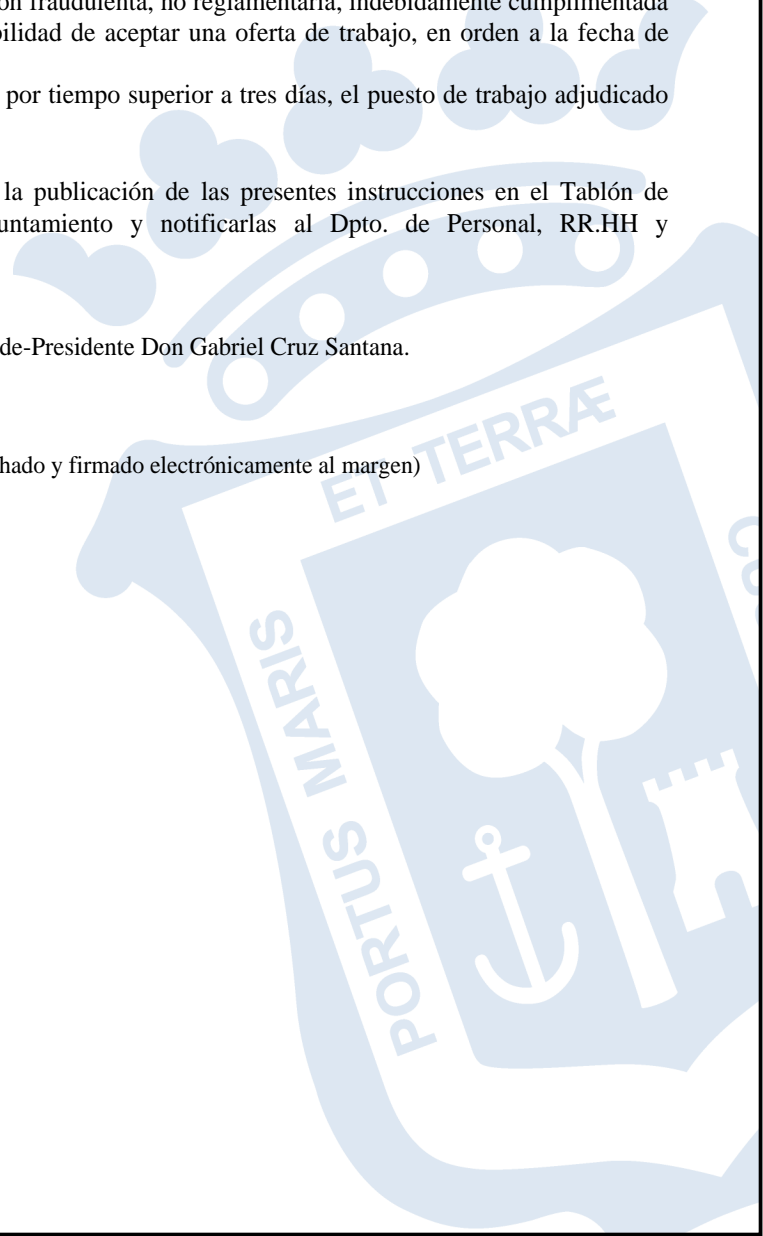 ón fraudulenta, no reglamentaria, indebidamente cumplimentada
bilidad de aceptar una oferta de trabajo, en orden a la fecha de
por tiempo superior a tres días, el puesto de trabajo adjudicado
la publicación de las presentes instrucciones en el Tablón de
untamiento y notificarlas al Dpto. de Personal, RR.HH y
de-Presidente Don Gabriel Cruz Santana.
hado y firmado electrónicamente al margen)
PORTUS MARIS ET TERRÆ